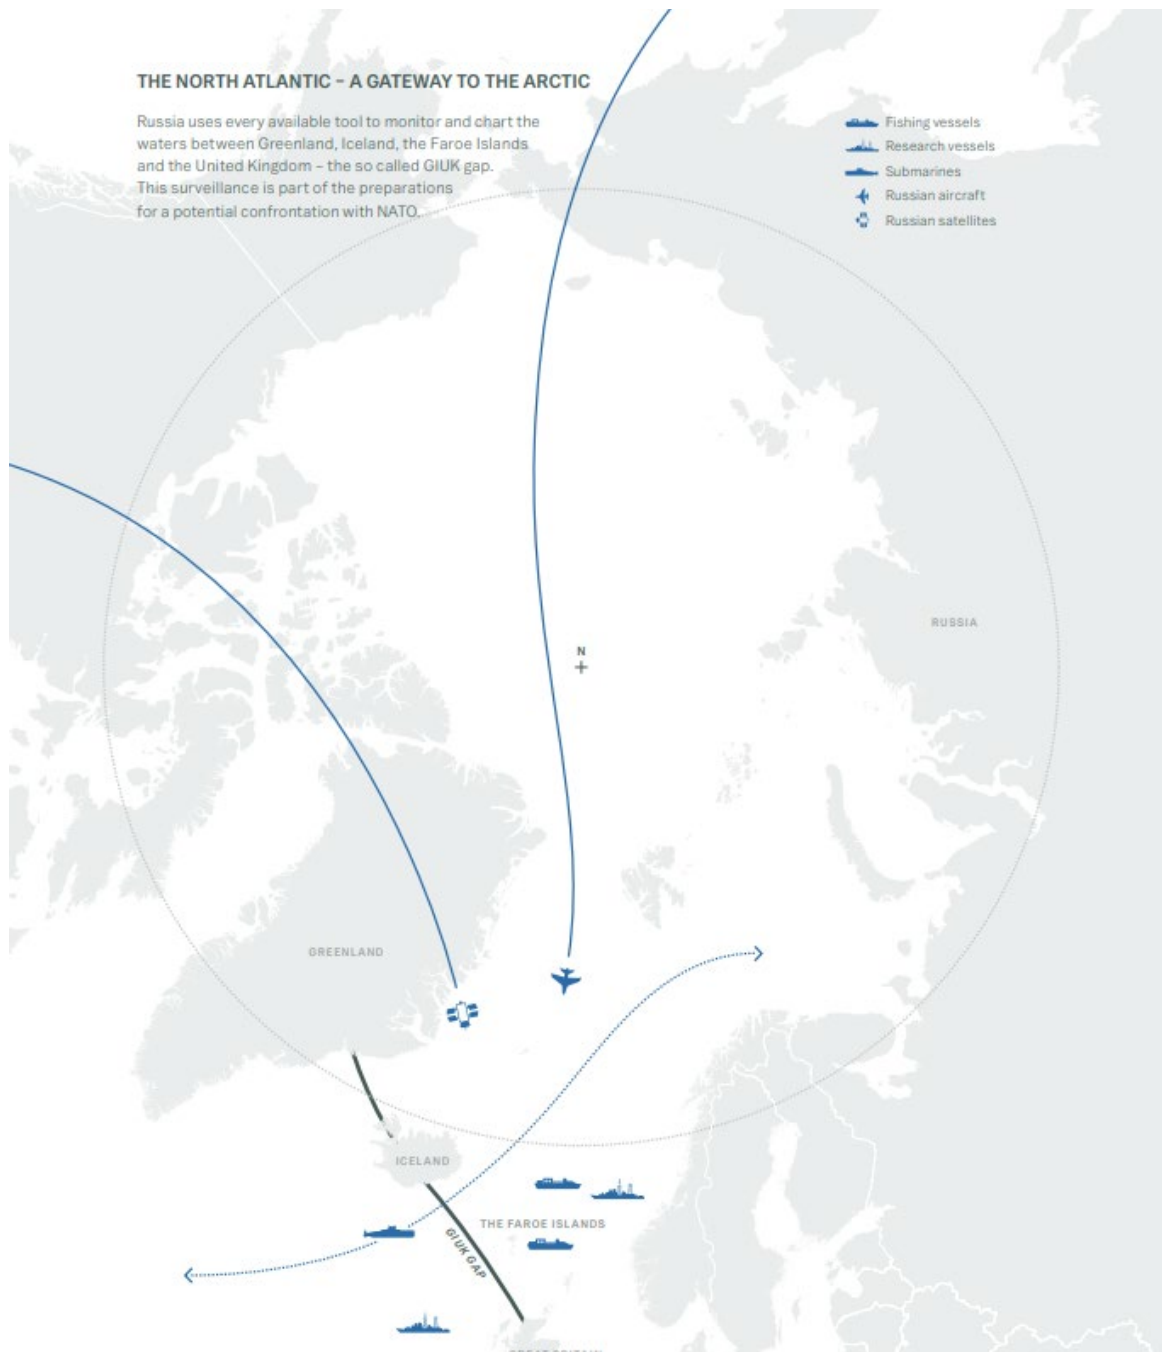 THE NORTH ATLANTIC – A GATEWAY TO THE ARCTIC
Russia uses every available tool to monitor and chart the
waters between Greenland, Iceland, the Faroe Islands
and the United Kingdom – the so called GIUK gap.
This surveillance is part of the preparations
for a potential confrontation with NATO.
Fishing vessels
Research vessels
Submarines
Russian aircraft
Russian satellites
RUSSIA
N
GREENLAND
ICELAND
THE FAROE ISLANDS
GIUK GAP